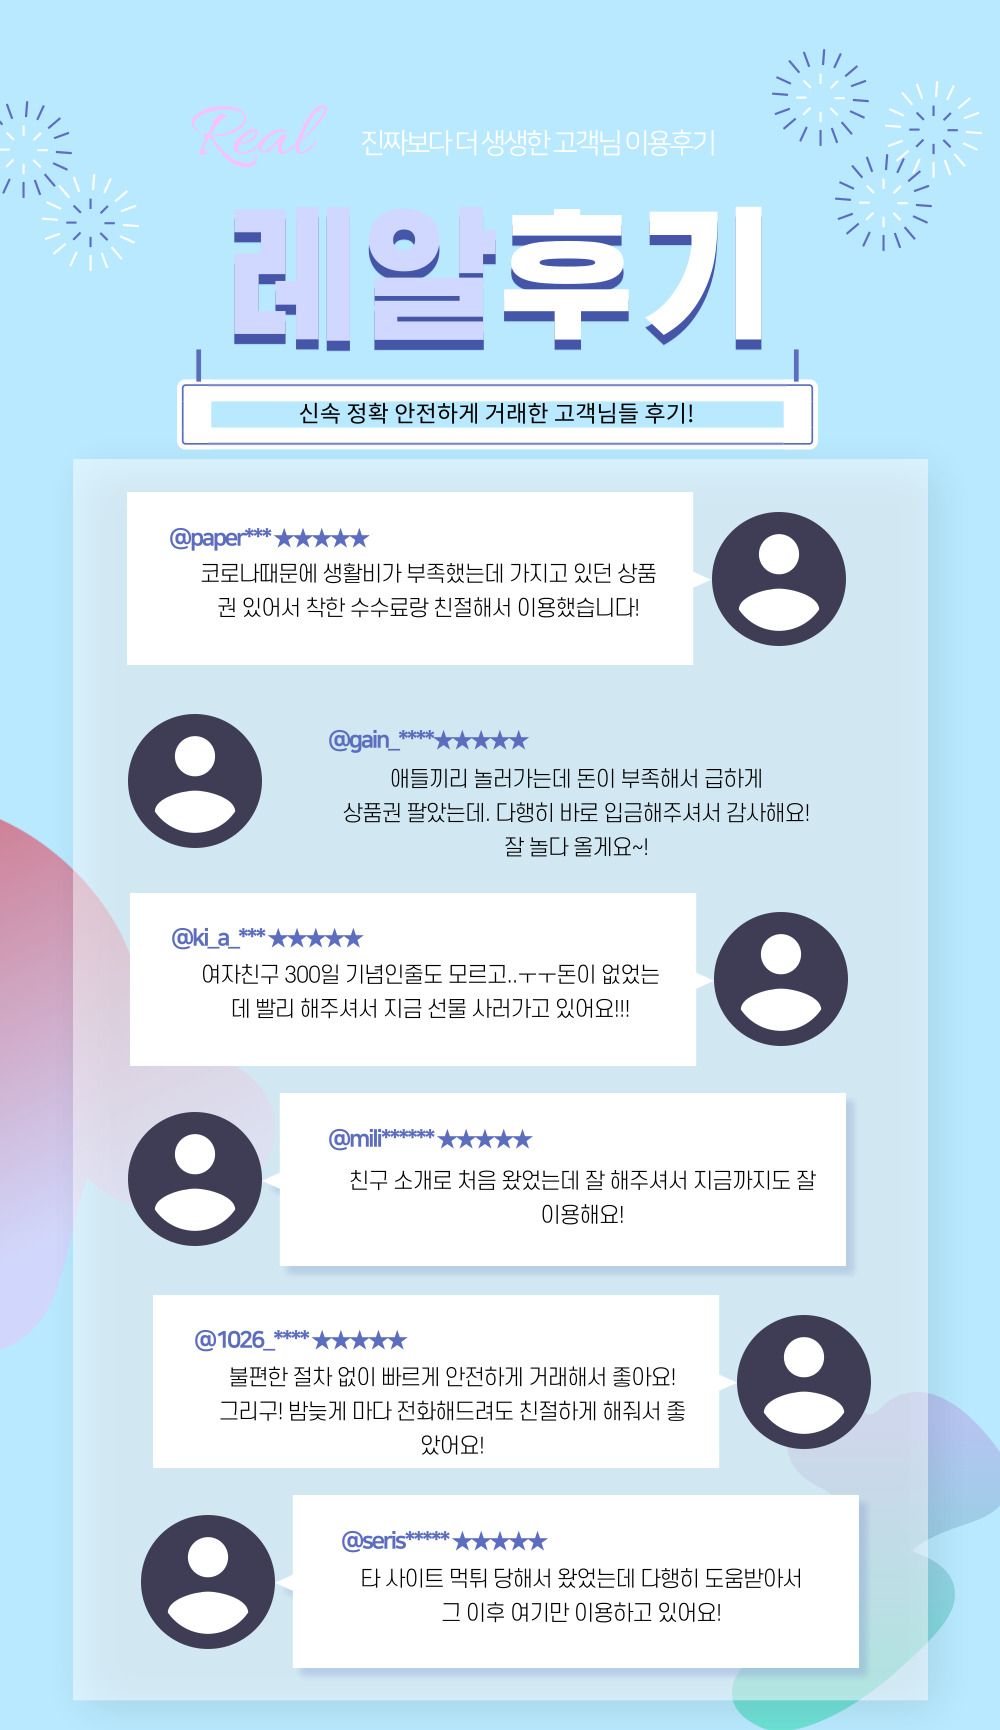 Real 진짜보다 더 생생한 고객님 이용후기
레알후기
신속 정확 안전하게 거래한 고객님들 후기!
@paper*** ★★★★★
코로나때문에 생활비가 부족했는데 가지고 있던 상품
권 있어서 착한 수수료랑 친절해서 이용했습니다!
@gain_****★★★★★
애들끼리 놀러가는데 돈이 부족해서 급하게
상품권 팔았는데. 다행히 바로 입금해주셔서 감사해요!
잘 놀다 올게요~!
@ki_a_*** ★★★★★
여자친구 300일 기념인줄도 모르고..ㅜㅜ돈이 없었는
데 빨리 해주셔서 지금 선물 사러가고 있어요!!!
@mili****** ★★★★★
친구 소개로 처음 왔었는데 잘 해주셔서 지금까지도 잘
이용해요!
@1026_**** ★★★★★
불편한 절차 없이 빠르게 안전하게 거래해서 좋아요!
그리구! 밤늦게 마다 전화해드려도 친절하게 해줘서 좋
았어요!
@seris***** ★★★★★
타 사이트 먹튀 당해서 왔었는데 다행히 도움받아서
그 이후 여기만 이용하고 있어요!